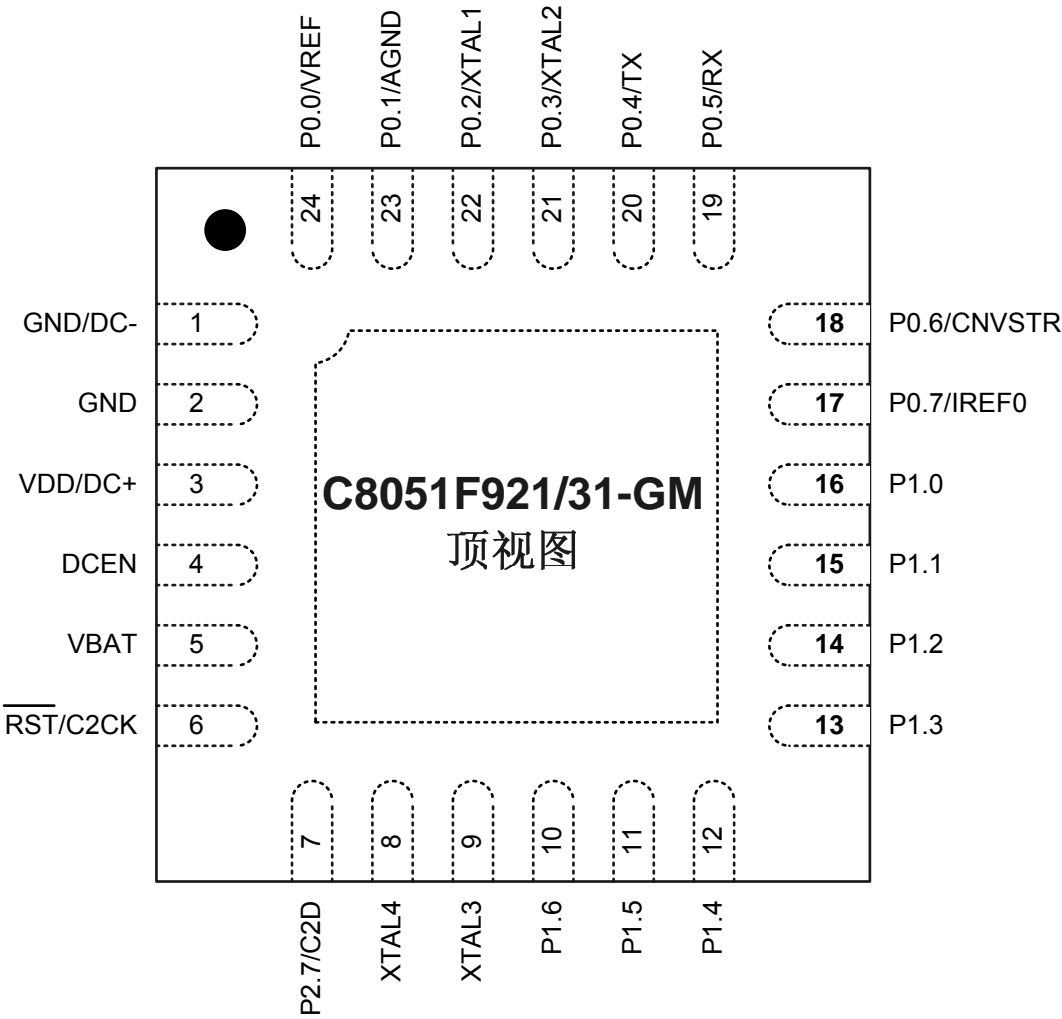 P0.0/VREF
P0.1/AGND
P0.2/XTAL1
P0.3/XTAL2
P0.4/TX
P0.5/RX
24
23
22
21
20
19
GND/DC-
1
18
P0.6/CNVSTR
GND
2
17
P0.7/IREF0
VDD/DC+
3
16
P1.0
C8051F921/31-GM
顶视图
DCEN
4
15
P1.1
VBAT
5
14
P1.2
RST/C2CK
6
13
P1.3
7
8
9
10
11
12
P2.7/C2D
XTAL4
XTAL3
P1.6
P1.5
P1.4